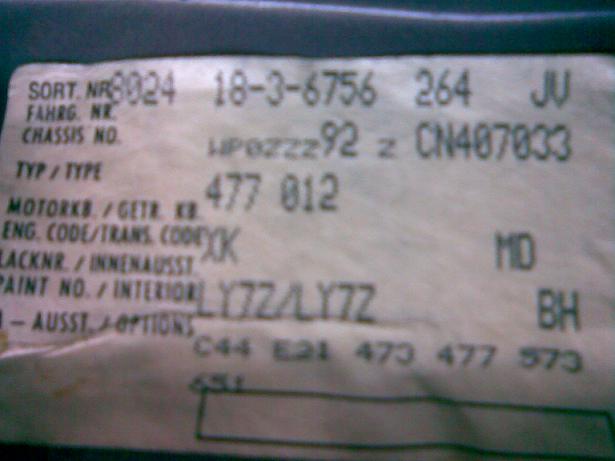 SORT. NR. 8024 18-3-6756 264 JV
FAHRG. NR.
CHASSIS NO. WP0ZZZ92 Z CN407033
TYP / TYPE 477 012
MOTORKB. / GETR. KB.
ENG. CODE/TRANS. CODE XK MD
LACKNR. / INNENAUSST.
PAINT NO. / INTERIOR LY7Z/LY7Z BH
- AUSST. / OPTIONS
C44 E21 473 477 573
651